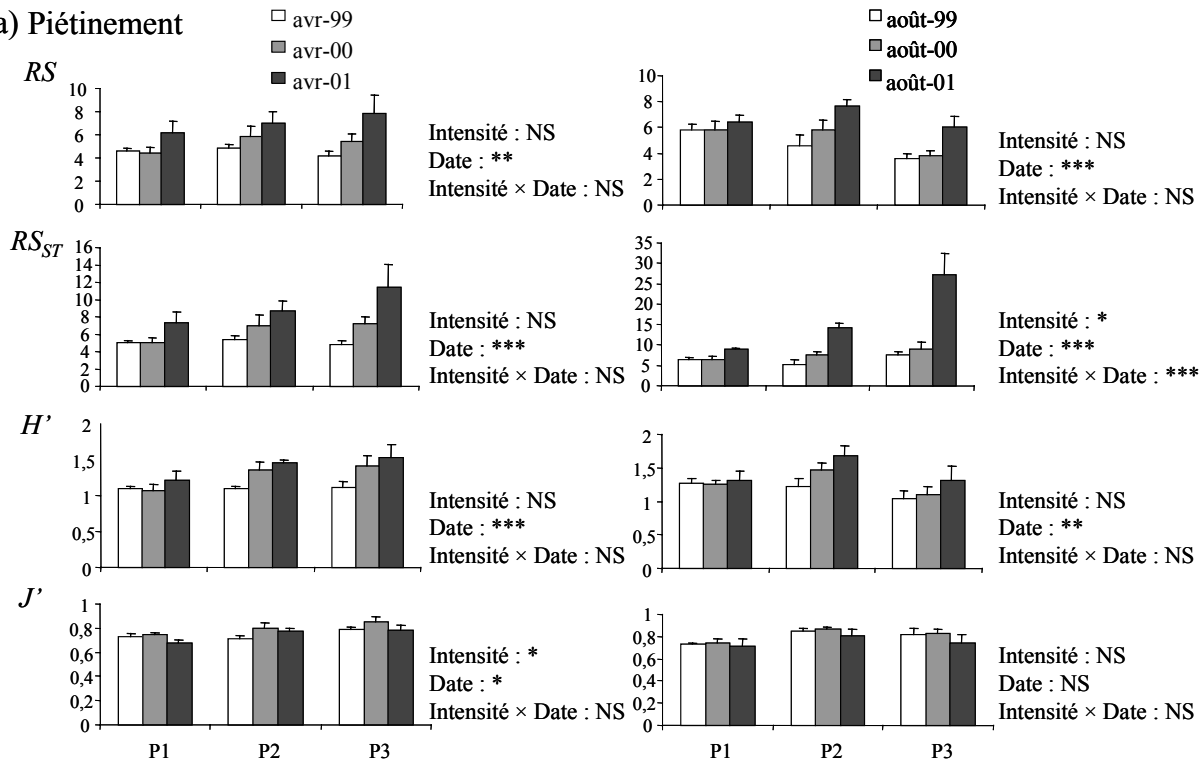 a) Piétinement
avr-99
avr-00
avr-01
août-99
août-00
août-01
RS
10
8
6
4
2
0
Intensité : NS
Date : **
Intensité × Date : NS
10
8
6
4
2
0
Intensité : NS
Date : ***
Intensité × Date : NS
RS_ST
16
14
12
10
8
6
4
2
0
Intensité : NS
Date : ***
Intensité × Date : NS
35
30
25
20
15
10
5
0
Intensité : *
Date : ***
Intensité × Date : ***
H'
2
1,5
1
0,5
0
Intensité : NS
Date : ***
Intensité × Date : NS
2
1,5
1
0,5
0
Intensité : NS
Date : **
Intensité × Date : NS
J'
1
0,8
0,6
0,4
0,2
0
Intensité : *
Date : *
Intensité × Date : NS
1
0,8
0,6
0,4
0,2
0
Intensité : NS
Date : NS
Intensité × Date : NS
P1 P2 P3
P1 P2 P3